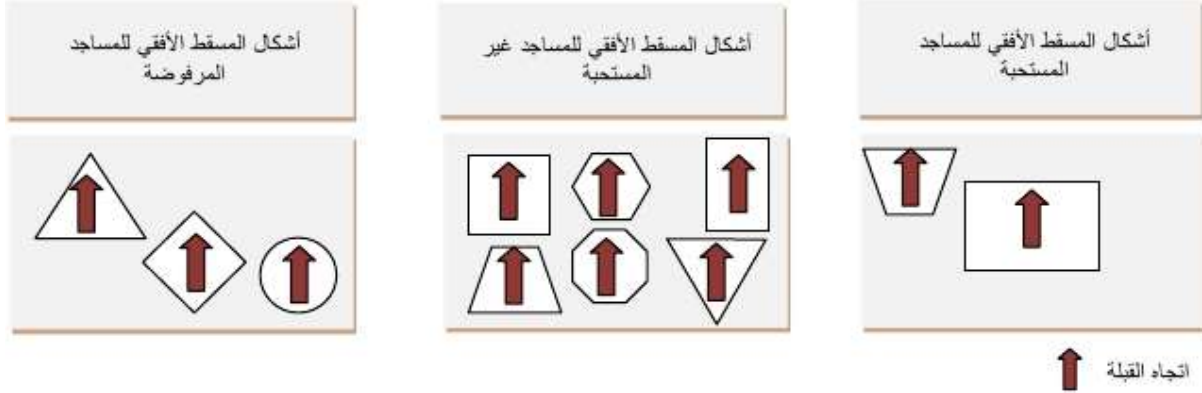 أشكال المسقط الأفقي للمساجد
المستحبة
أشكال المسقط الأفقي للمساجد غير
المستحبة
أشكال المسقط الأفقي للمساجد
المرفوضة
اتجاه القبلة